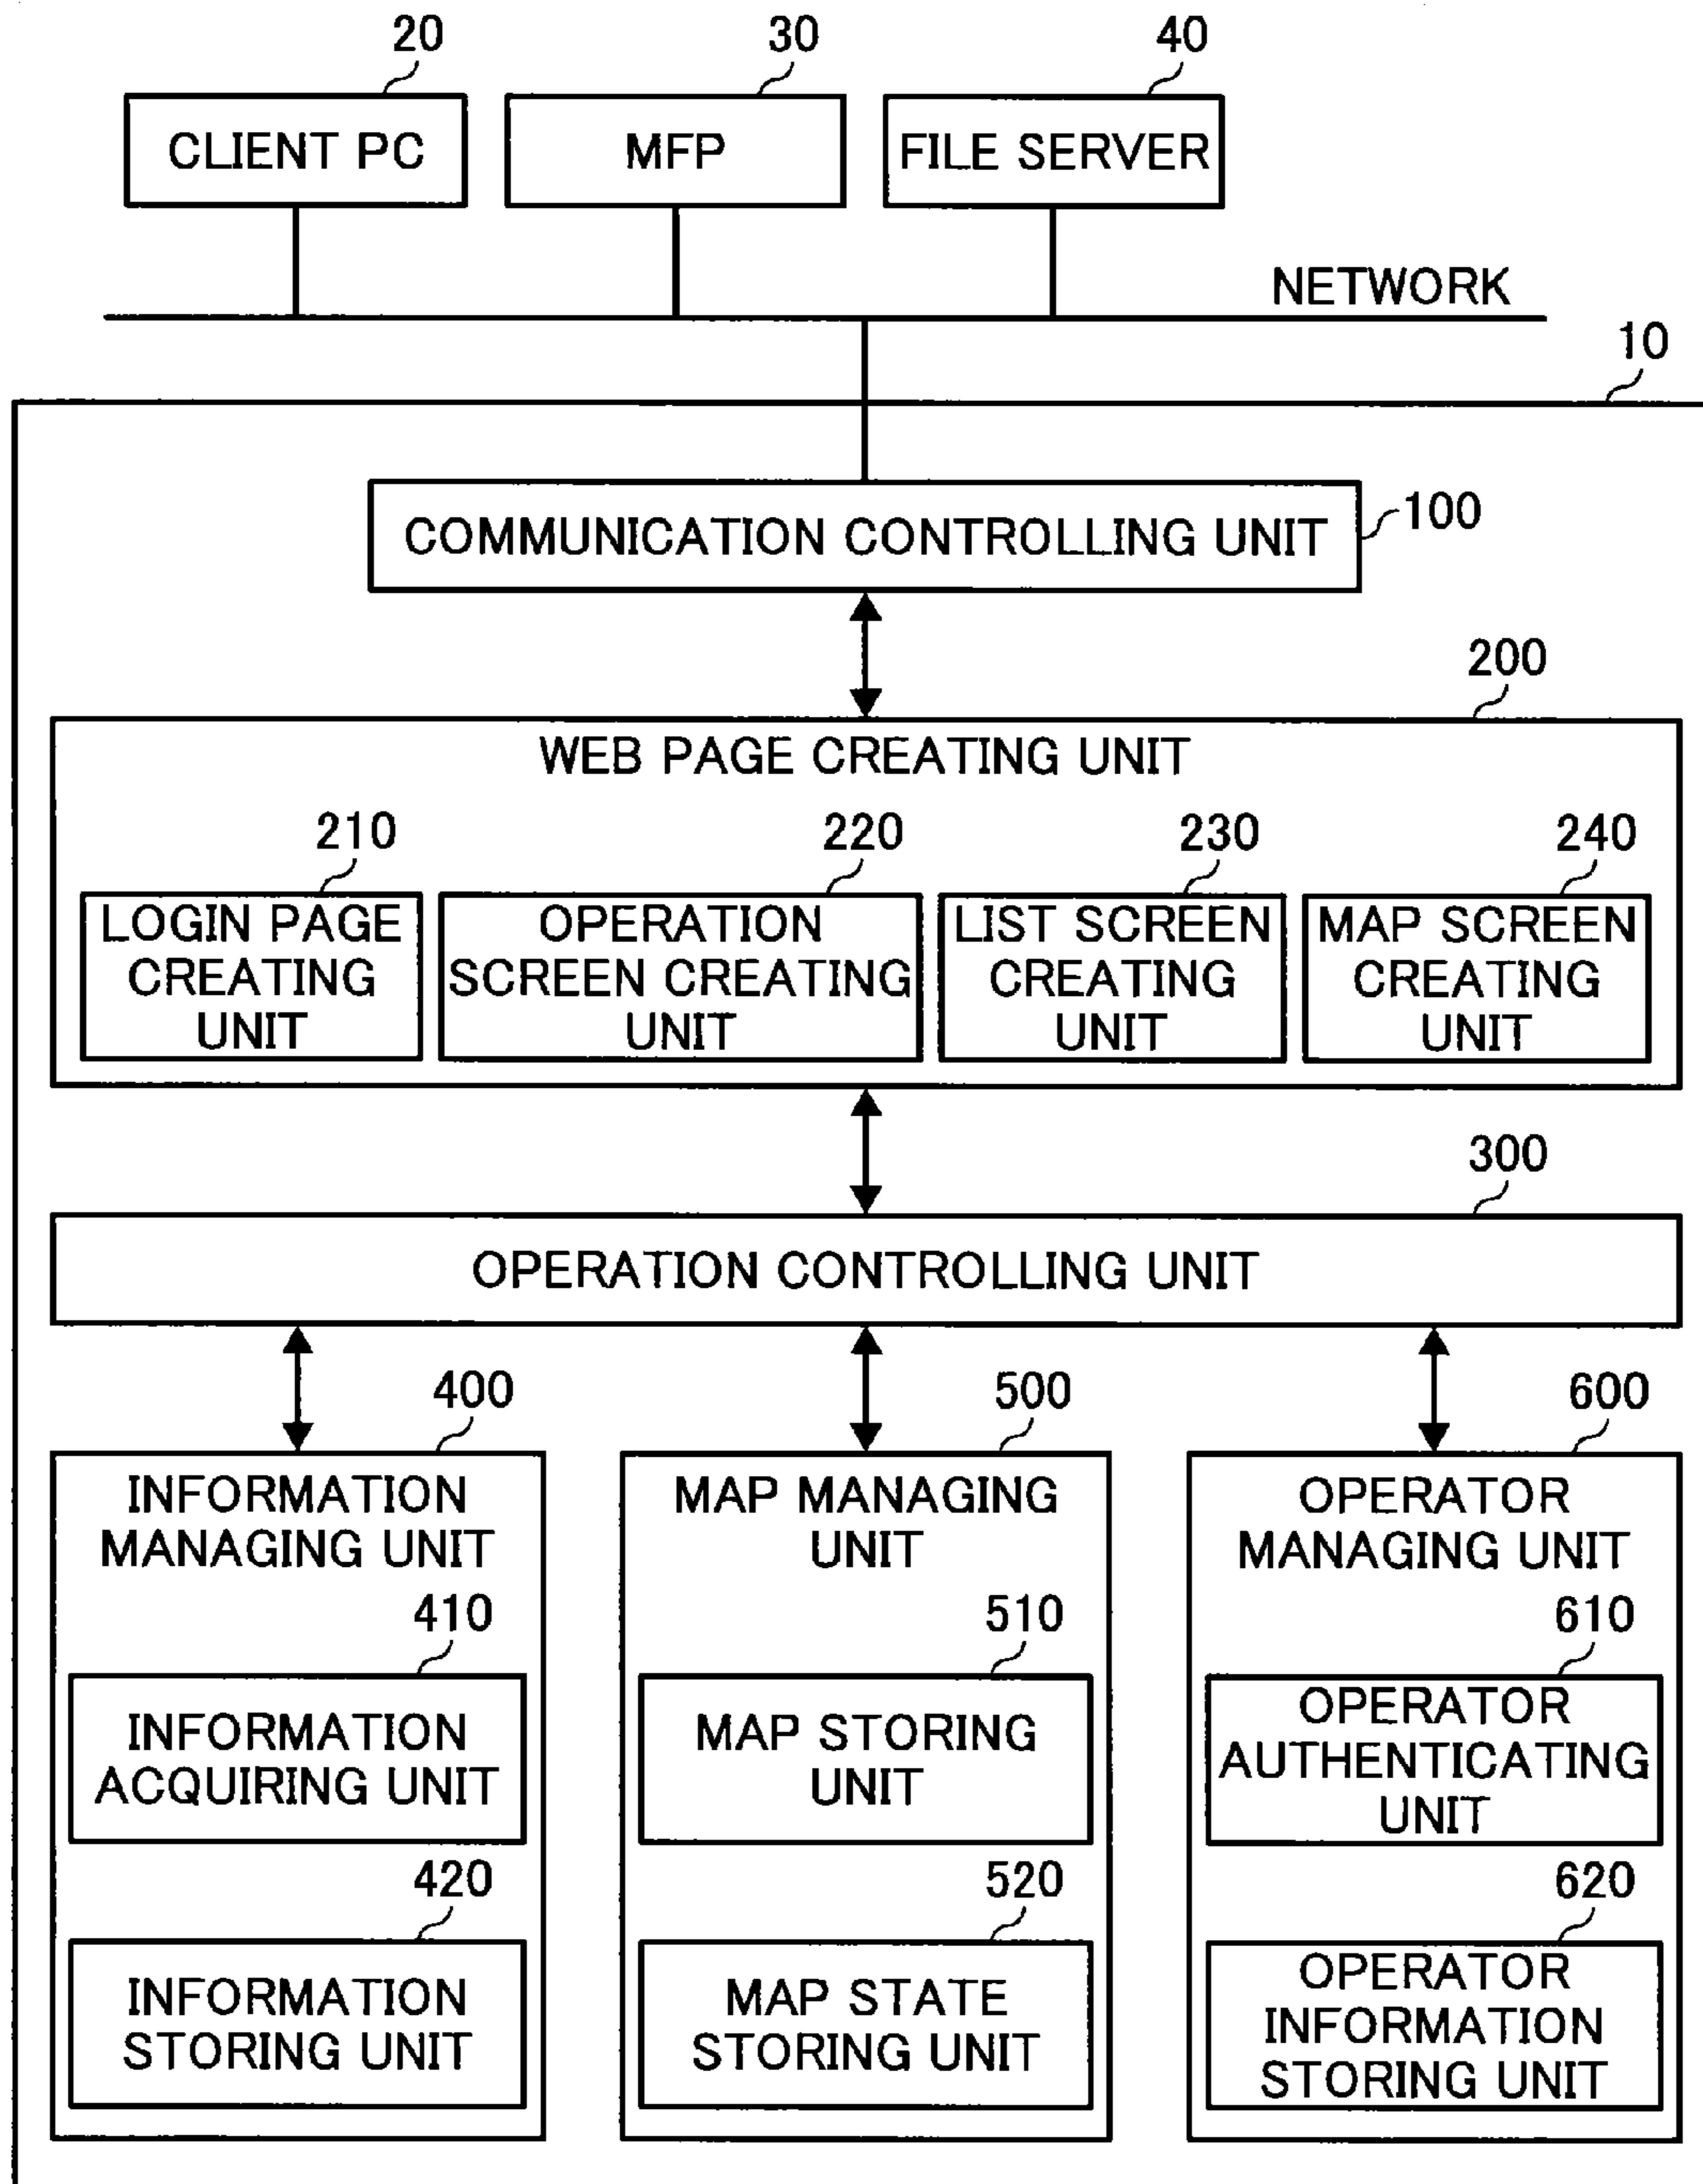 20
30
40
CLIENT PC
MFP
FILE SERVER
NETWORK
10
COMMUNICATION CONTROLLING UNIT
100
200
WEB PAGE CREATING UNIT
210
220
230
240
LOGIN PAGE
CREATING
UNIT
OPERATION
SCREEN CREATING
UNIT
LIST SCREEN
CREATING
UNIT
MAP SCREEN
CREATING
UNIT
300
OPERATION CONTROLLING UNIT
400
500
600
INFORMATION
MANAGING UNIT
MAP MANAGING
UNIT
OPERATOR
MANAGING UNIT
410
510
610
INFORMATION
ACQUIRING UNIT
MAP STORING
UNIT
OPERATOR
AUTHENTICATING
UNIT
420
520
620
INFORMATION
STORING UNIT
MAP STATE
STORING UNIT
OPERATOR
INFORMATION
STORING UNIT